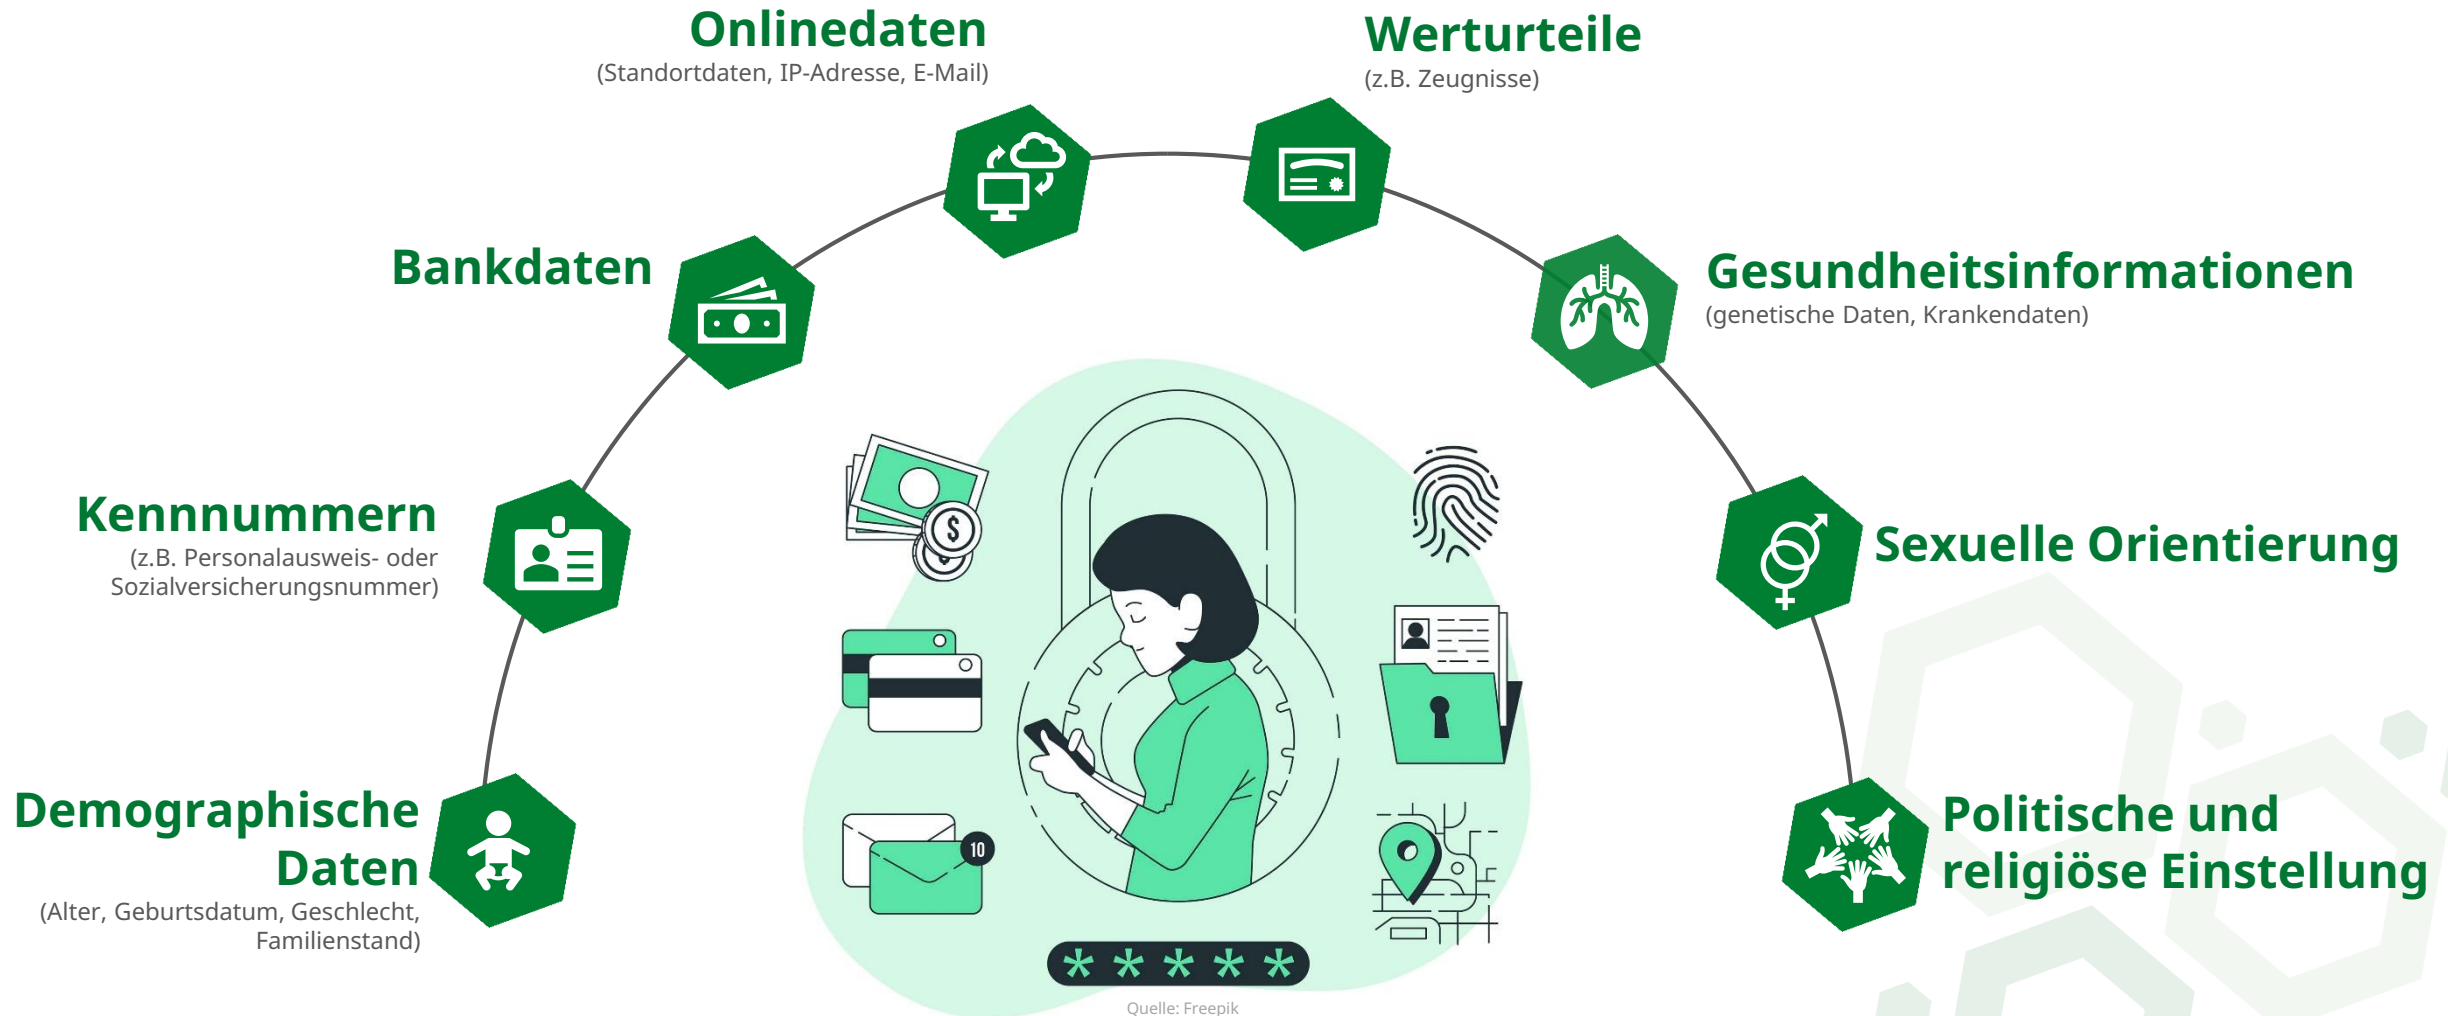 Onlinedaten
(Standortdaten, IP-Adresse, E-Mail)
Werturteile
(z.B. Zeugnisse)
Bankdaten
Gesundheitsinformationen
(genetische Daten, Krankendaten)
Kennnummern
(z.B. Personalausweis- oder
Sozialversicherungsnummer)
Sexuelle Orientierung
Demographische
Daten
(Alter, Geburtsdatum, Geschlecht,
Familienstand)
Politische und
religiöse Einstellung
$
$
10
* * * * *
Quelle: Freepik